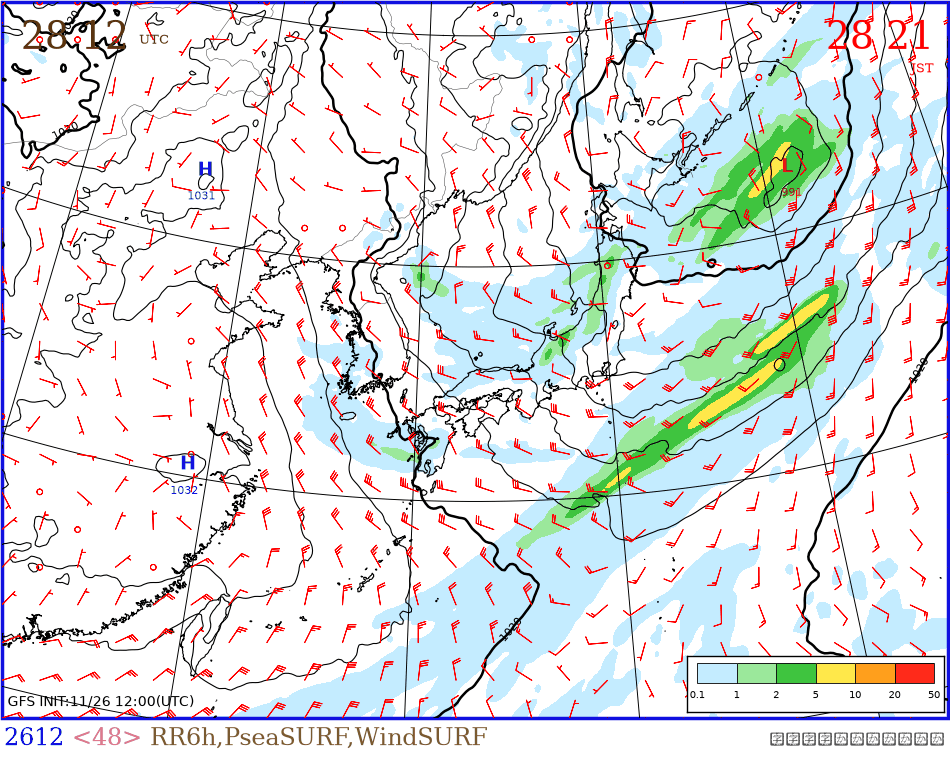 28 12 UTC
28 21
JST
1030
H
1031
L
991
1020
H
1032
1020
GFS INIT:11/26 12:00(UTC)
0.1 1 2 5 10 20 50
2612 <48> RR6h,PseaSURF,WindSURF